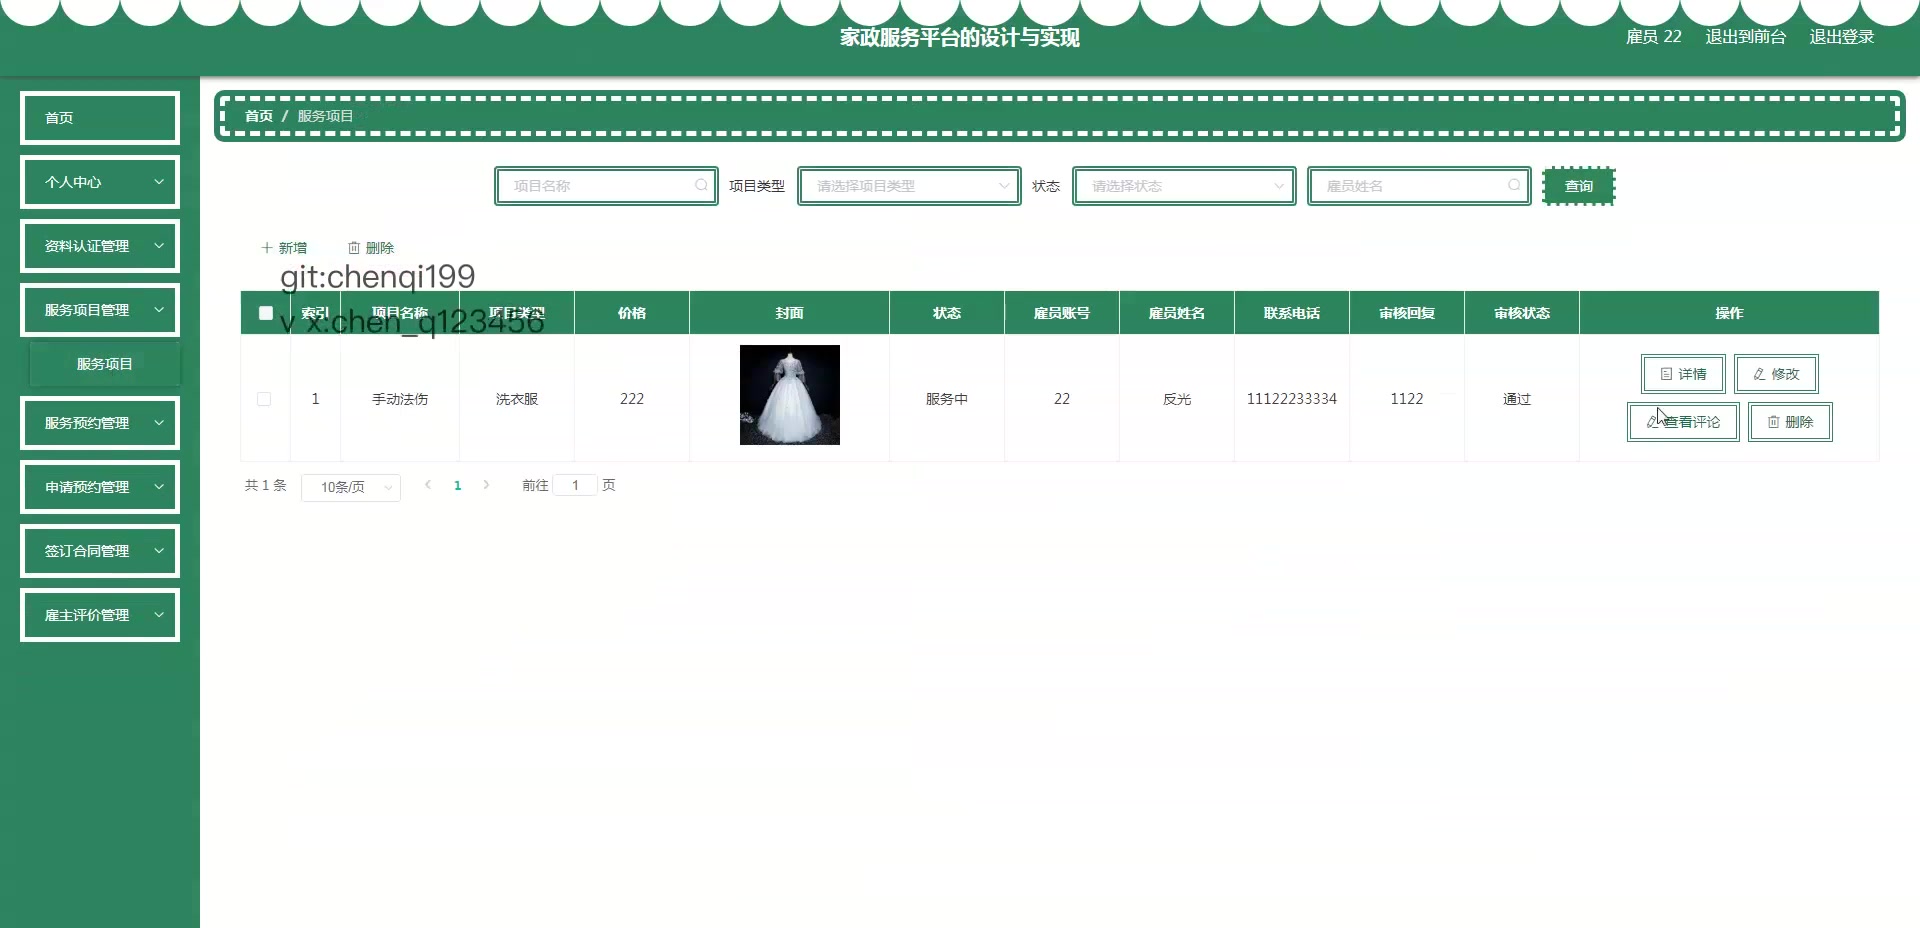 家政服务平台的设计与实现
雇员 22 退出到前台 退出登录
首页
个人中心
资料认证管理
服务项目管理
服务项目
服务预约管理
申请预约管理
签订合同管理
雇主评价管理
首页 / 服务项目
项目名称 项目类型 请选择项目类型 状态 请选择状态 雇员姓名 查询
新增 删除
git:chenqi199
索引 项目名称 项目类型 价格 封面 状态 雇员账号 雇员姓名 联系电话 审核回复 审核状态 操作
v x:chen_q123456
1 手动法伤 洗衣服 222 服务中 22 反光 11122233334 1122 通过
详情 修改
查看评论 删除
共 1 条 10条/页 1 前往 1 页